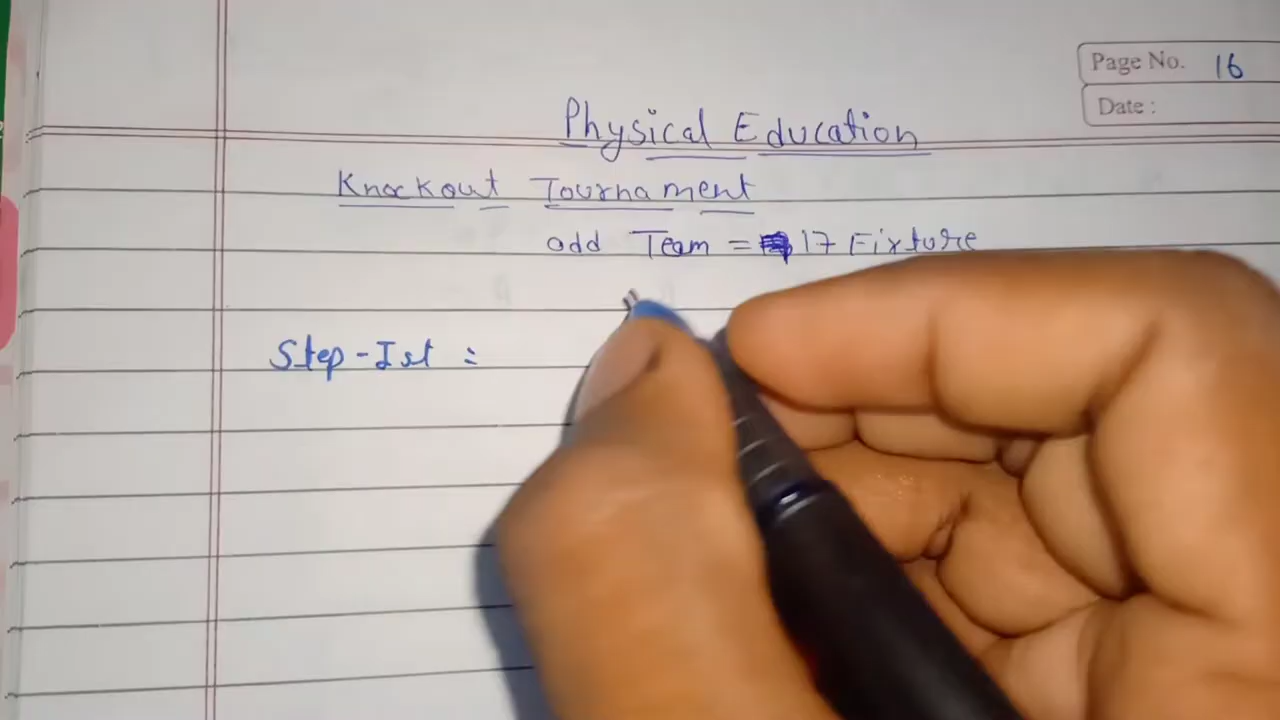 Page No. 16
Date :
Physical Education
Knockout Tournament
odd Team = 17 Fixture
Step-Ist :